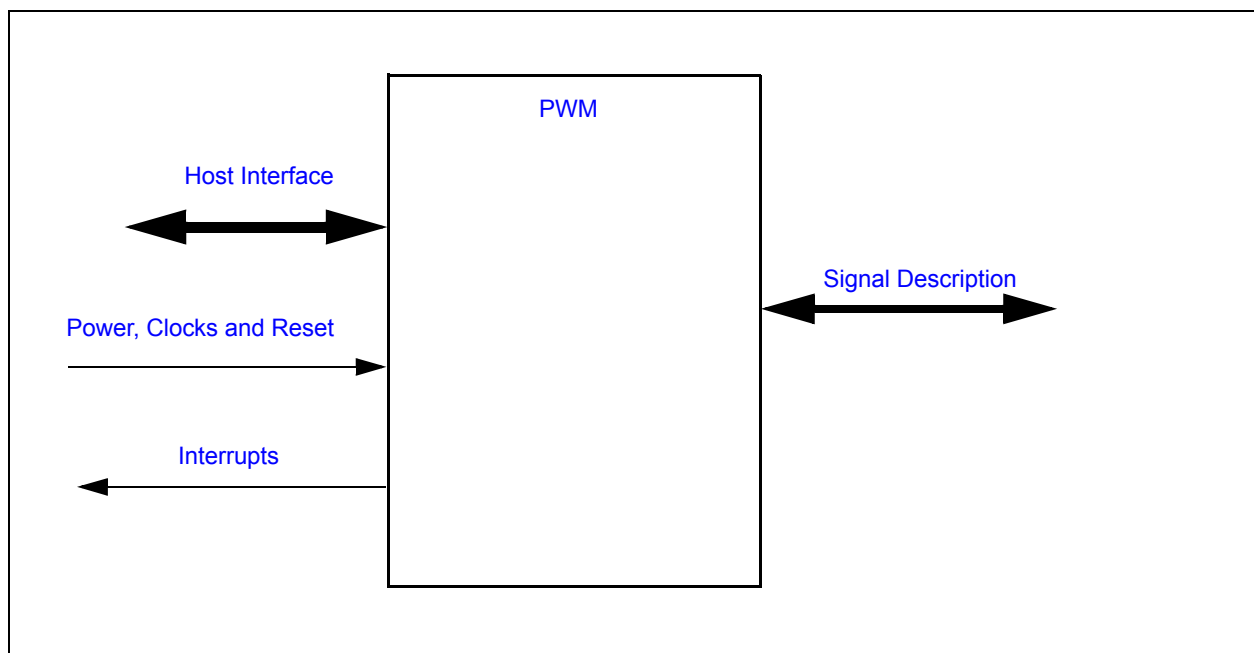 PWM
Host Interface
Signal Description
Power, Clocks and Reset
Interrupts